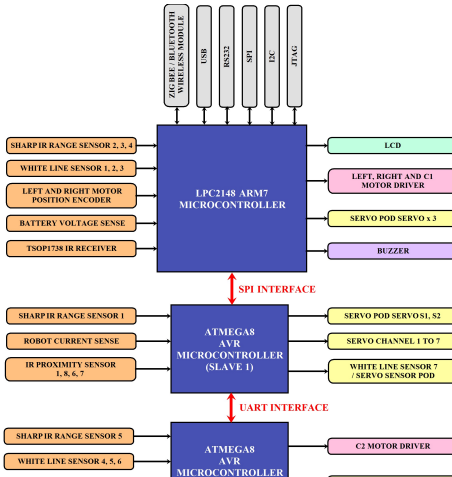 ZIG BEE / BLUETOOTH
WIRELESS MODULE
USB
RS232
SPI
I2C
JTAG
SHARP IR RANGE SENSOR 2, 3, 4
WHITE LINE SENSOR 1, 2, 3
LEFT AND RIGHT MOTOR
POSITION ENCODER
BATTERY VOLTAGE SENSE
TSOP1738 IR RECEIVER
LPC2148 ARM7
MICROCONTROLLER
LCD
LEFT, RIGHT AND C1
MOTOR DRIVER
SERVO POD SERVO x 3
BUZZER
SPI INTERFACE
SHARP IR RANGE SENSOR 1
ROBOT CURRENT SENSE
IR PROXIMITY SENSOR
1, 8, 6, 7
ATMEGA8
AVR
MICROCONTROLLER
(SLAVE 1)
SERVO POD SERVO S1, S2
SERVO CHANNEL 1 TO 7
WHITE LINE SENSOR 7
/ SERVO SENSOR POD
UART INTERFACE
SHARP IR RANGE SENSOR 5
WHITE LINE SENSOR 4, 5, 6
ATMEGA8
AVR
MICROCONTROLLER
C2 MOTOR DRIVER